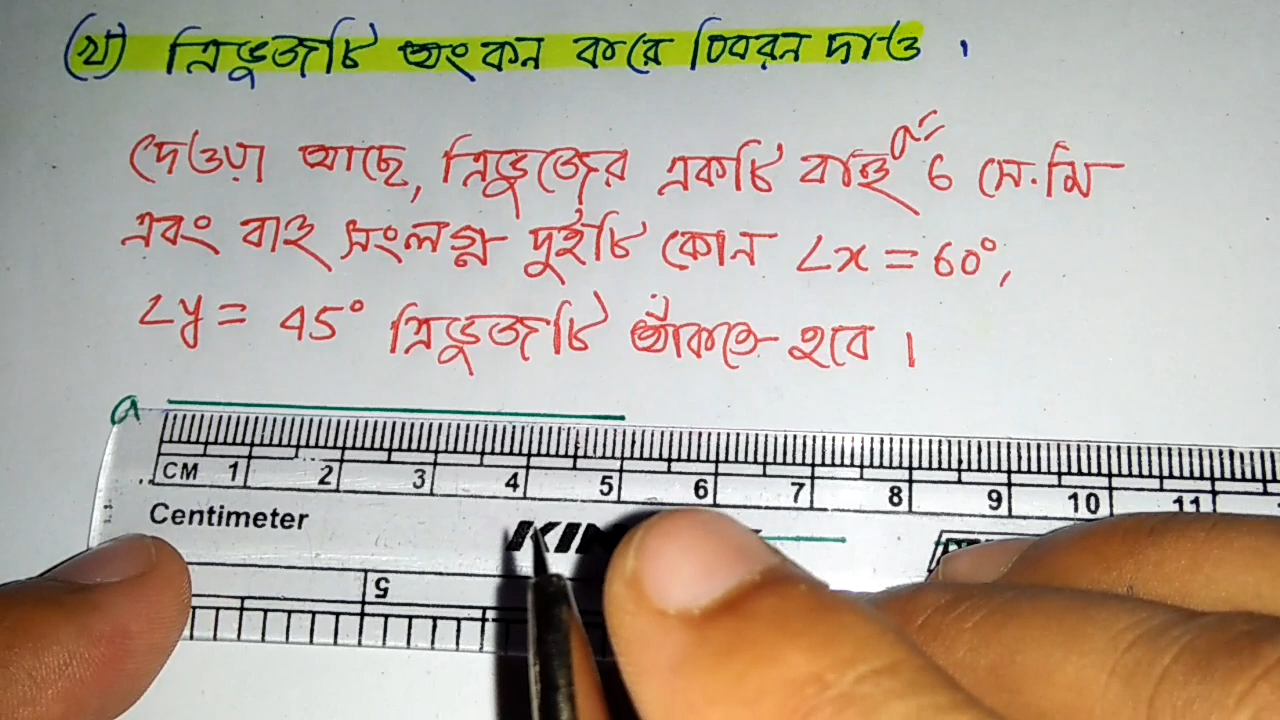 (খ) ত্রিভুজটি অংকন করে বিবরন দাও ।
দেওয়া আছে, ত্রিভুজের একটি বাহু a= 6 সে.মি
এবং বাহু সংলগ্ন দুইটি কোন ∠x = 60°,
∠y = 45° ত্রিভুজটি আঁকতে হবে ।
a
CM 1 2 3 4 5 6 7 8 9 10 11
Centimeter
5